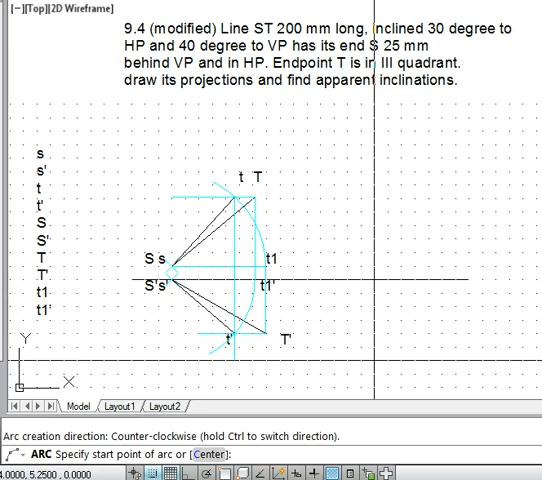 [−][Top][2D Wireframe]
9.4 (modified) Line ST 200 mm long, inclined 30 degree to
HP and 40 degree to VP has its end S 25 mm
behind VP and in HP. Endpoint T is in III quadrant.
draw its projections and find apparent inclinations.
s
s'
t
t'
S
S'
T
T'
t1
t1'
t T
S s t1
S's' t1'
t' T'
Y
X
Model Layout1 Layout2
Arc creation direction: Counter-clockwise (hold Ctrl to switch direction).
ARC Specify start point of arc or [Center]:
4.0000, 5.2500 , 0.0000